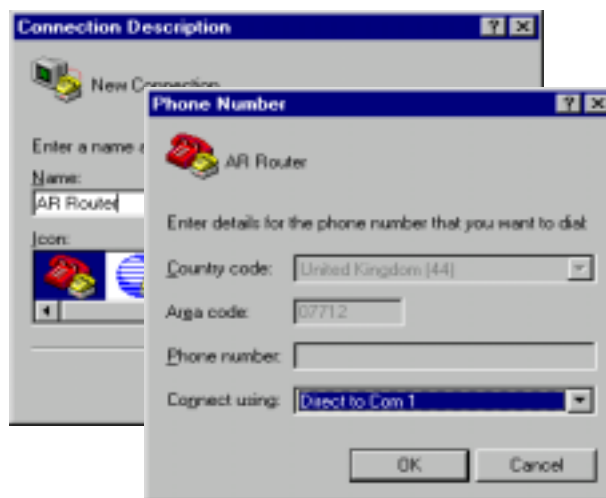 Connection Description
New Connection
Enter a name a
Name:
AR Router
Icon:
Phone Number
AR Router
Enter details for the phone number that you want to dial:
Country code: United Kingdom (44)
Area code: 07712
Phone number:
Connect using: Direct to Com 1
OK Cancel